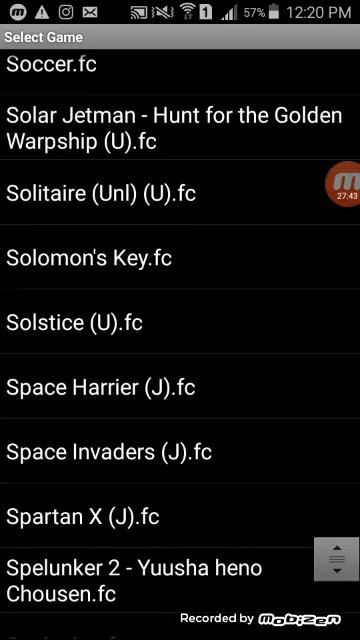 57% 12:20 PM
1
Select Game
Soccer.fc
Solar Jetman - Hunt for the Golden
Warpship (U).fc
Solitaire (Unl) (U).fc
27:43
Solomon's Key.fc
Solstice (U).fc
Space Harrier (J).fc
Space Invaders (J).fc
Spartan X (J).fc
Spelunker 2 - Yuusha heno
Chousen.fc
Recorded by mobizen